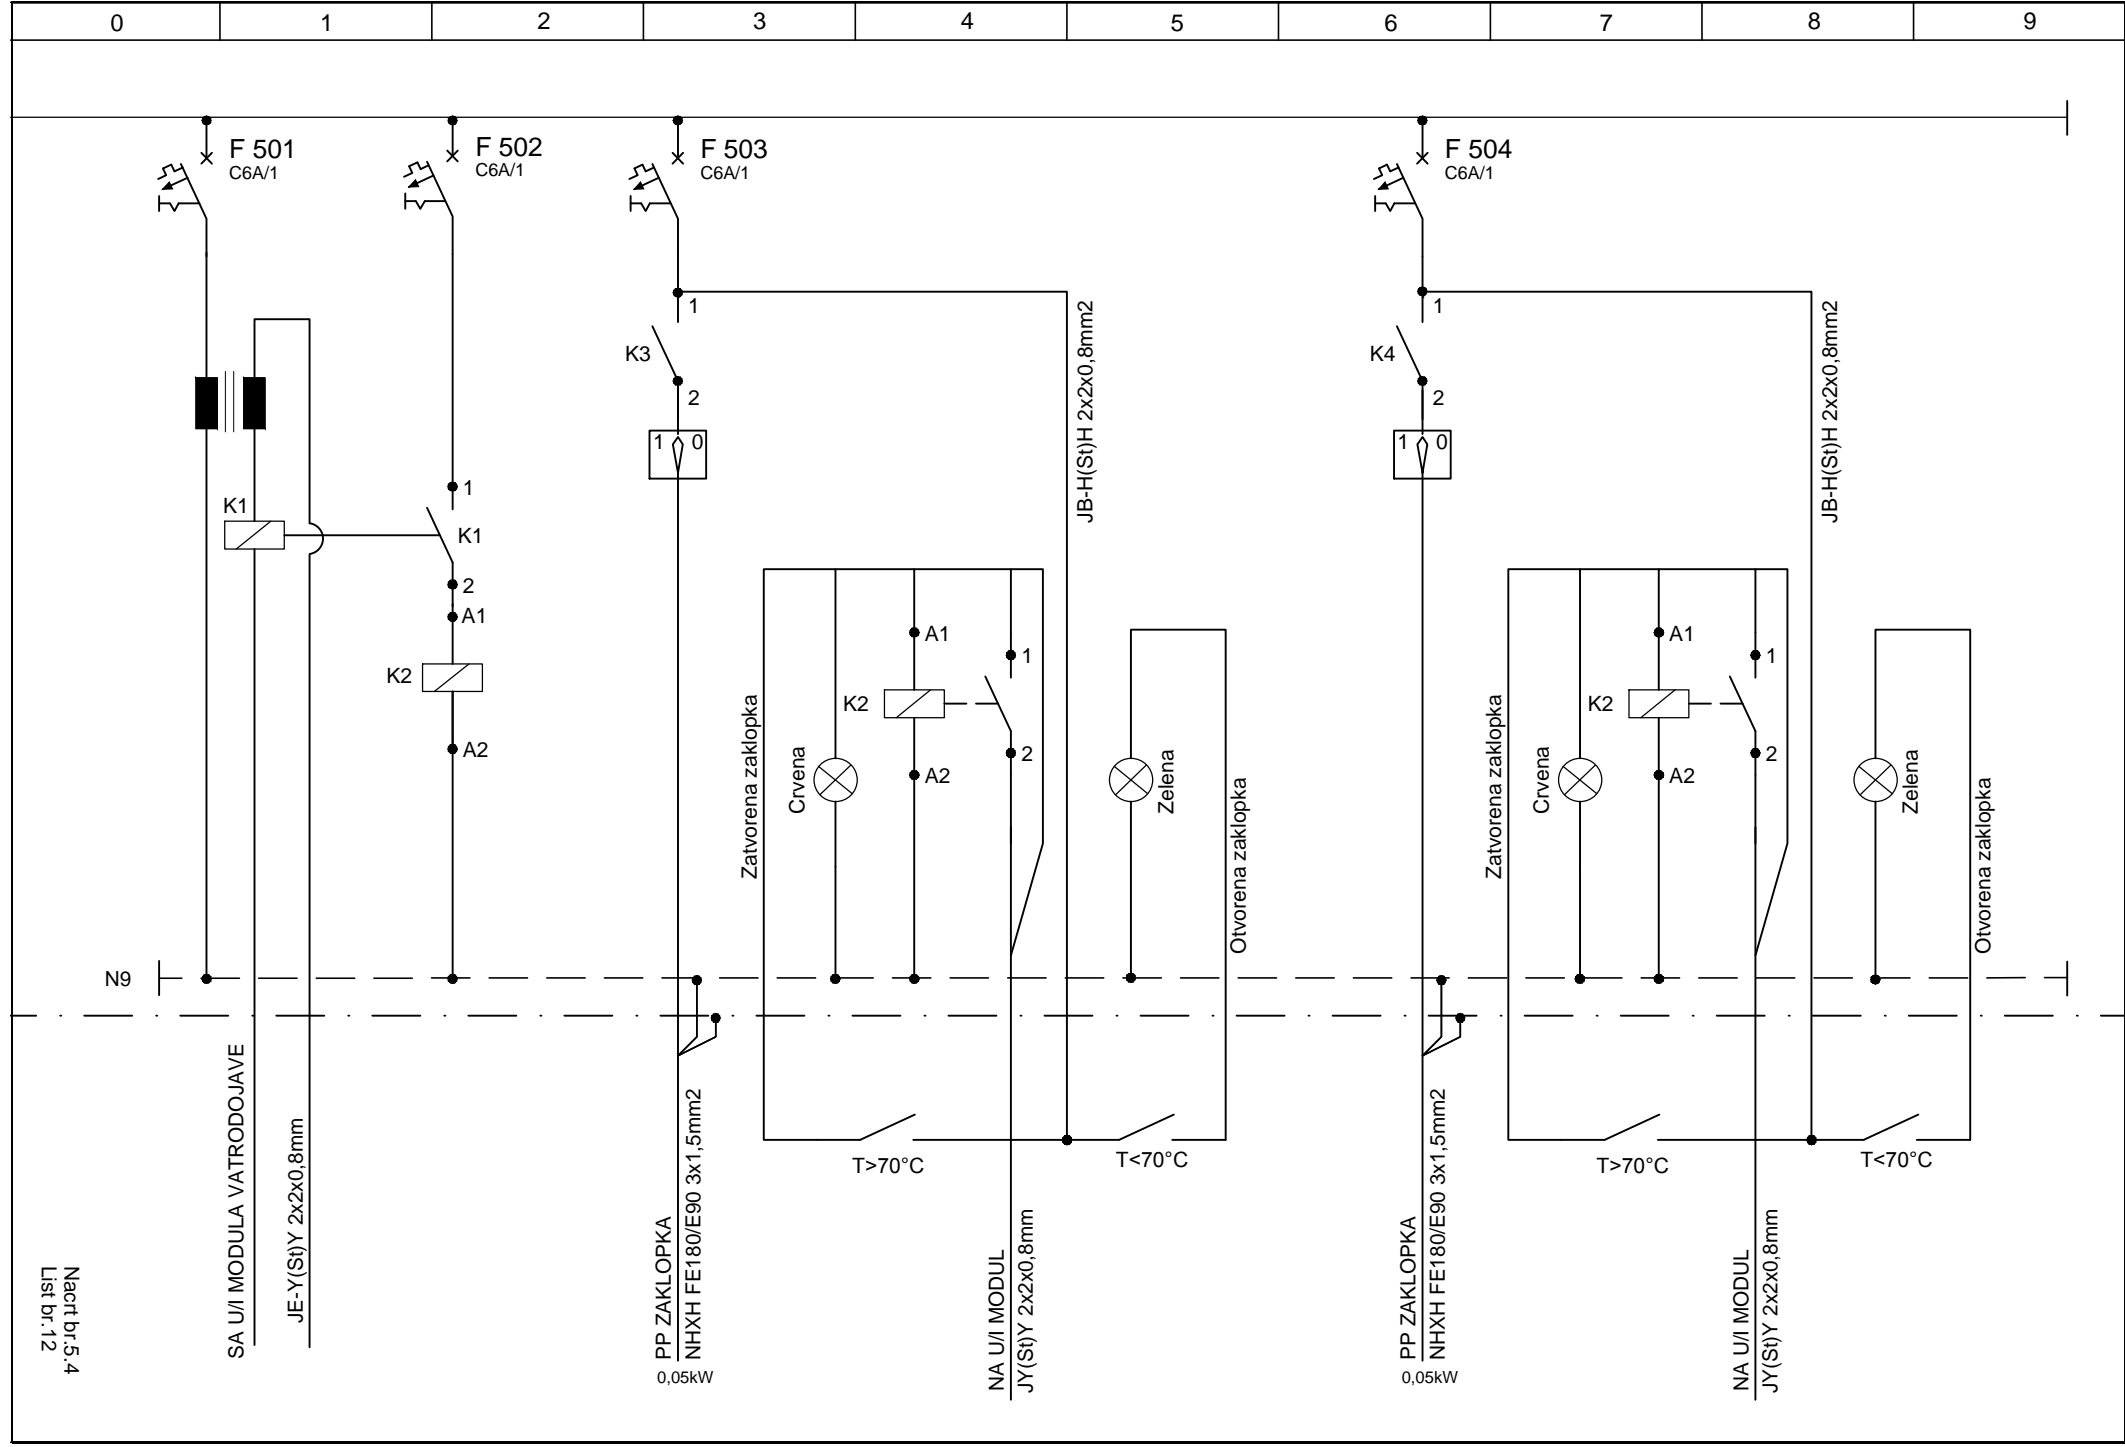 0 1 2 3 4 5 6 7 8 9
F 501
C6A/1
F 502
C6A/1
F 503
C6A/1
F 504
C6A/1
1
K3
2
1 0
1
K4
2
1 0
JB-H(St)H 2x2x0,8mm2
JB-H(St)H 2x2x0,8mm2
K1
1
K1
2
A1
K2
A2
Zatvorena zaklopka
Crvena
A1
K2
A2
1
2
Zelena
Otvorena zaklopka
Zatvorena zaklopka
Crvena
A1
K2
A2
1
2
Zelena
Otvorena zaklopka
N9
SA U/I MODULA VATRODOJAVE
JE-Y(St)Y 2x2x0,8mm
PP ZAKLOPKA
NHXH FE180/E90 3x1,5mm2
0,05kW
T>70°C
T<70°C
NA U/I MODUL
JY(St)Y 2x2x0,8mm
PP ZAKLOPKA
NHXH FE180/E90 3x1,5mm2
0,05kW
T>70°C
T<70°C
NA U/I MODUL
JY(St)Y 2x2x0,8mm
Nacrt br.5.4
List br.12